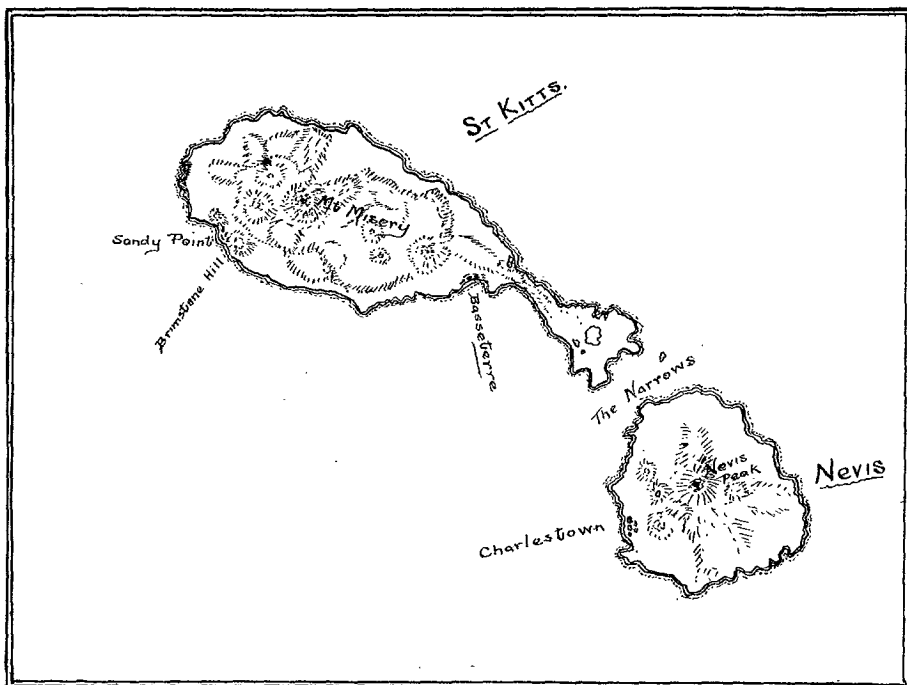 St Kitts.
Mt Misery
Sandy Point
Brimstone Hill
Basseterre
The Narrows
Nevis
Peak
Nevis
Charlestown